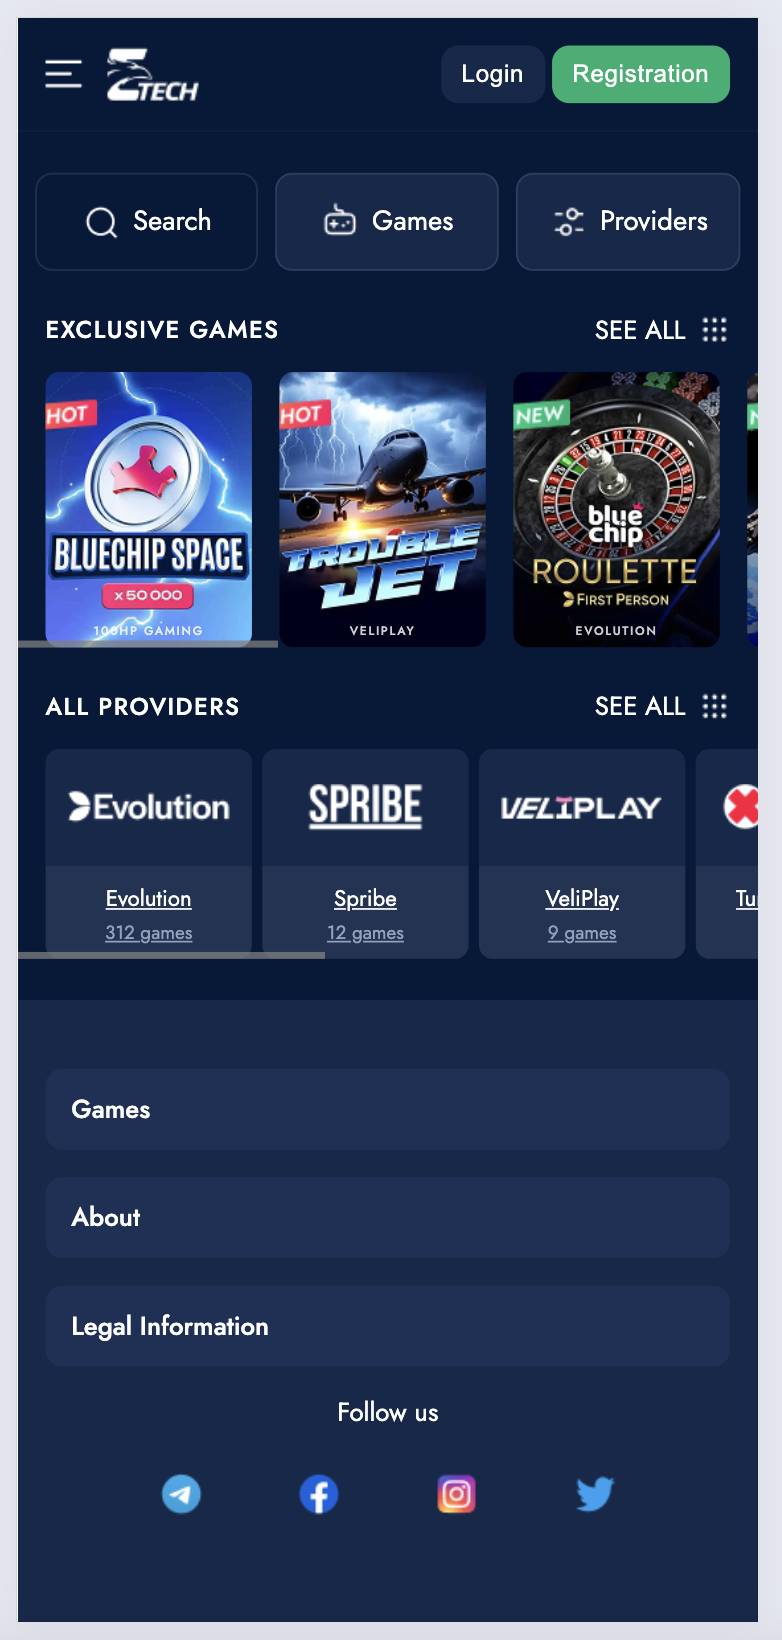 ZTECH
Login
Registration
Search
Games
Providers
EXCLUSIVE GAMES
SEE ALL
HOT
BLUECHIP SPACE
x50 000
100HP GAMING
HOT
TROUBLE
JET
VELIPLAY
NEW
blue
chip
ROULETTE
FIRST PERSON
EVOLUTION
ALL PROVIDERS
SEE ALL
Evolution
Evolution
312 games
SPRIBE
Spribe
12 games
VELIPLAY
VeliPlay
9 games
Games
About
Legal Information
Follow us